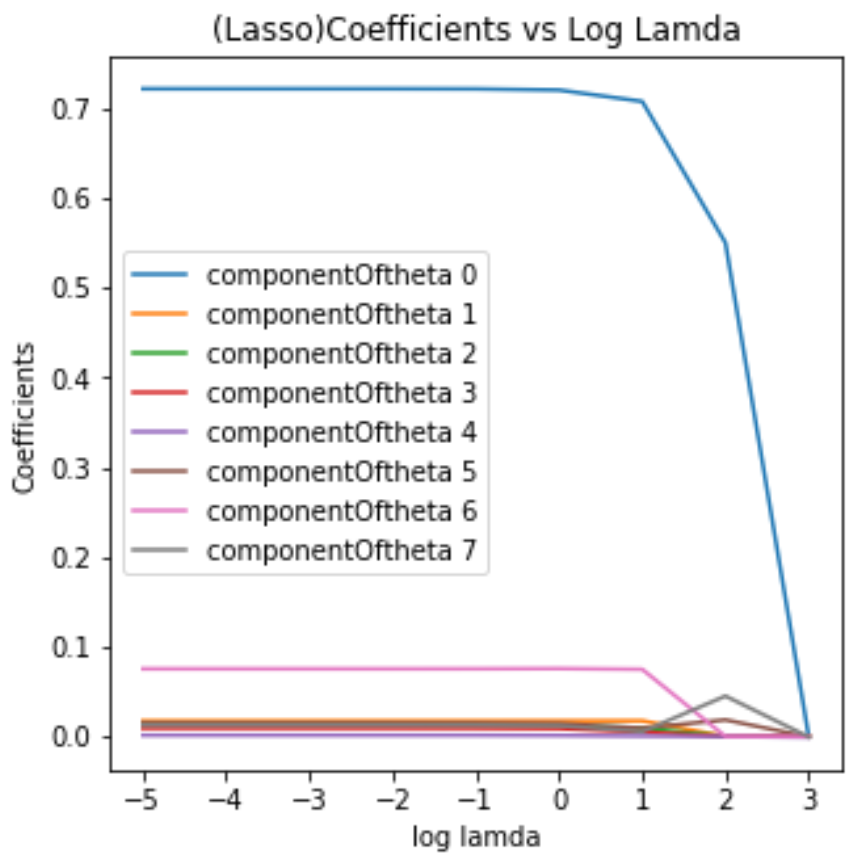 (Lasso)Coefficients vs Log Lamda
0.7
0.6
0.5
0.4
0.3
0.2
0.1
0.0
Coefficients
componentOftheta 0
componentOftheta 1
componentOftheta 2
componentOftheta 3
componentOftheta 4
componentOftheta 5
componentOftheta 6
componentOftheta 7
−5 −4 −3 −2 −1 0 1 2 3
log lamda